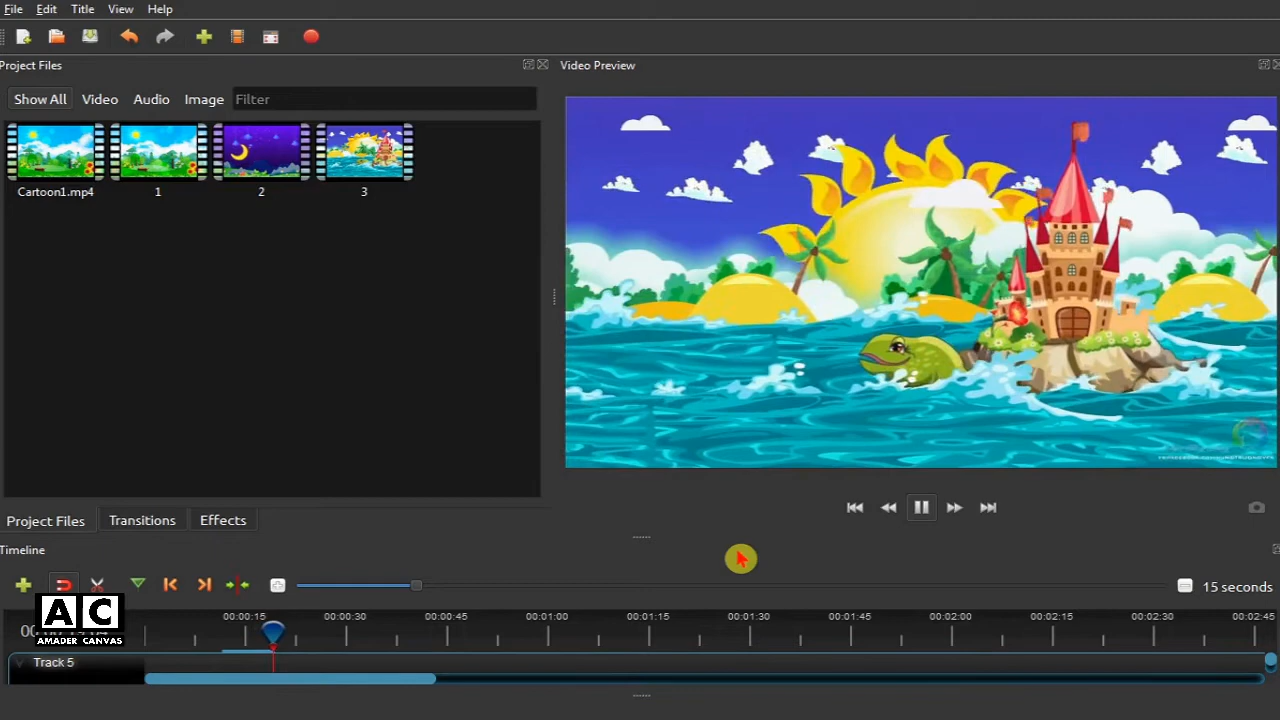 File Edit Title View Help
Project Files
Video Preview
Show All Video Audio Image Filter
Cartoon1.mp4 1 2 3
Project Files Transitions Effects
Timeline
15 seconds
00:00:15 00:00:30 00:00:45 00:01:00 00:01:15 00:01:30 00:01:45 00:02:00 00:02:15 00:02:30 00:02:45
AC
AMADER CANVAS
Track 5